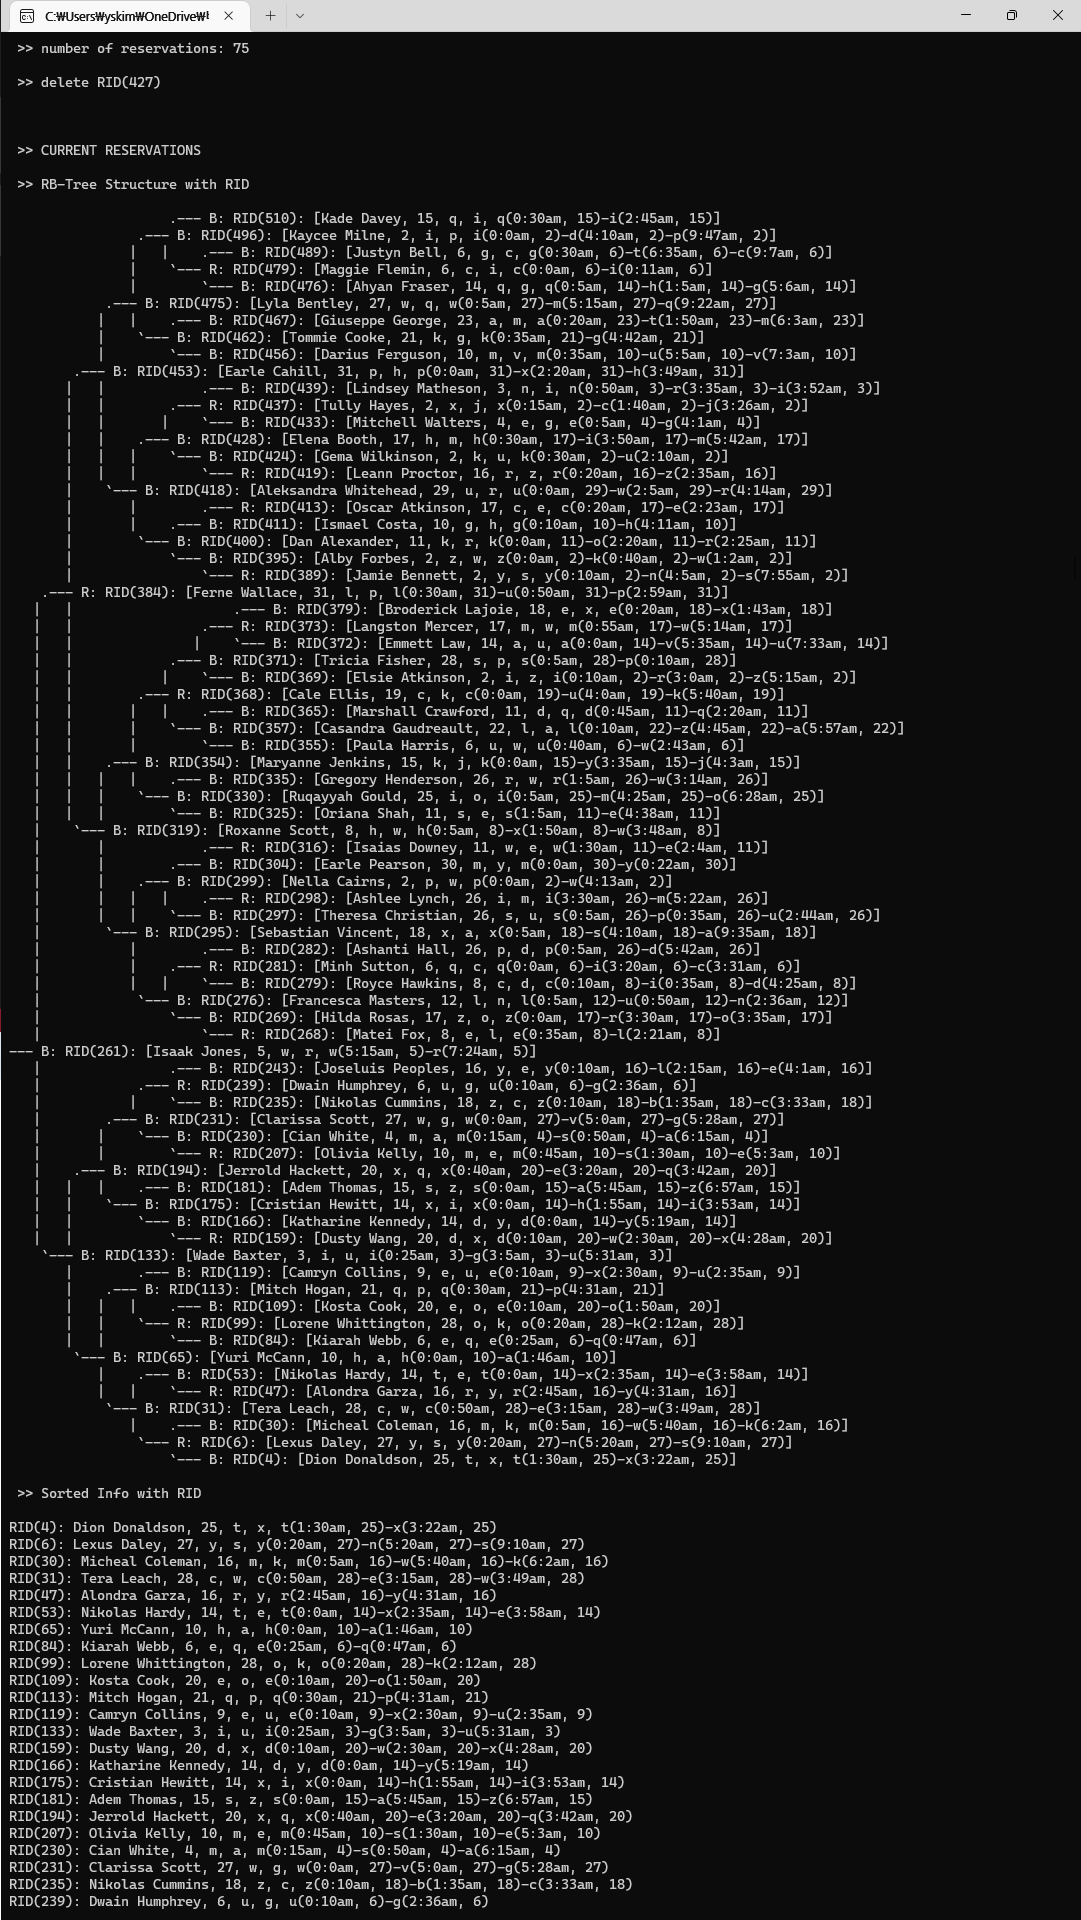 C:₩Users₩yskim₩OneDrive₩
>> number of reservations: 75
>> delete RID(427)
>> CURRENT RESERVATIONS
>> RB-Tree Structure with RID
.--- B: RID(510): [Kade Davey, 15, q, i, q(0:30am, 15)-i(2:45am, 15)]
.--- B: RID(496): [Kaycee Milne, 2, i, p, i(0:0am, 2)-d(4:10am, 2)-p(9:47am, 2)]
| | .--- B: RID(489): [Justyn Bell, 6, g, c, g(0:30am, 6)-t(6:35am, 6)-c(9:7am, 6)]
| `--- R: RID(479): [Maggie Flemin, 6, c, i, c(0:0am, 6)-i(0:11am, 6)]
| `--- B: RID(476): [Ahyan Fraser, 14, q, g, q(0:5am, 14)-h(1:5am, 14)-g(5:6am, 14)]
.--- B: RID(475): [Lyla Bentley, 27, w, q, w(0:5am, 27)-m(5:15am, 27)-q(9:22am, 27)]
| | .--- B: RID(467): [Giuseppe George, 23, a, m, a(0:20am, 23)-t(1:50am, 23)-m(6:3am, 23)]
| `--- B: RID(462): [Tommie Cooke, 21, k, g, k(0:35am, 21)-g(4:42am, 21)]
| `--- B: RID(456): [Darius Ferguson, 10, m, v, m(0:35am, 10)-u(5:5am, 10)-v(7:3am, 10)]
.--- B: RID(453): [Earle Cahill, 31, p, h, p(0:0am, 31)-x(2:20am, 31)-h(3:49am, 31)]
| | .--- B: RID(439): [Lindsey Matheson, 3, n, i, n(0:50am, 3)-r(3:35am, 3)-i(3:52am, 3)]
| | .--- R: RID(437): [Tully Hayes, 2, x, j, x(0:15am, 2)-c(1:40am, 2)-j(3:26am, 2)]
| | | `--- B: RID(433): [Mitchell Walters, 4, e, g, e(0:5am, 4)-g(4:1am, 4)]
| | .--- B: RID(428): [Elena Booth, 17, h, m, h(0:30am, 17)-i(3:50am, 17)-m(5:42am, 17)]
| | | `--- B: RID(424): [Gema Wilkinson, 2, k, u, k(0:30am, 2)-u(2:10am, 2)]
| | | `--- R: RID(419): [Leann Proctor, 16, r, z, r(0:20am, 16)-z(2:35am, 16)]
| `--- B: RID(418): [Aleksandra Whitehead, 29, u, r, u(0:0am, 29)-w(2:5am, 29)-r(4:14am, 29)]
| | .--- R: RID(413): [Oscar Atkinson, 17, c, e, c(0:20am, 17)-e(2:23am, 17)]
| | .--- B: RID(411): [Ismael Costa, 10, g, h, g(0:10am, 10)-h(4:11am, 10)]
| `--- B: RID(400): [Dan Alexander, 11, k, r, k(0:0am, 11)-o(2:20am, 11)-r(2:25am, 11)]
| `--- B: RID(395): [Alby Forbes, 2, z, w, z(0:0am, 2)-k(0:40am, 2)-w(1:2am, 2)]
| `--- R: RID(389): [Jamie Bennett, 2, y, s, y(0:10am, 2)-n(4:5am, 2)-s(7:55am, 2)]
.--- R: RID(384): [Ferne Wallace, 31, l, p, l(0:30am, 31)-u(0:50am, 31)-p(2:59am, 31)]
| | .--- B: RID(379): [Broderick Lajoie, 18, e, x, e(0:20am, 18)-x(1:43am, 18)]
| | .--- R: RID(373): [Langston Mercer, 17, m, w, m(0:55am, 17)-w(5:14am, 17)]
| | | `--- B: RID(372): [Emmett Law, 14, a, u, a(0:0am, 14)-v(5:35am, 14)-u(7:33am, 14)]
| | .--- B: RID(371): [Tricia Fisher, 28, s, p, s(0:5am, 28)-p(0:10am, 28)]
| | | `--- B: RID(369): [Elsie Atkinson, 2, i, z, i(0:10am, 2)-r(3:0am, 2)-z(5:15am, 2)]
| | .--- R: RID(368): [Cale Ellis, 19, c, k, c(0:0am, 19)-u(4:0am, 19)-k(5:40am, 19)]
| | | | .--- B: RID(365): [Marshall Crawford, 11, d, q, d(0:45am, 11)-q(2:20am, 11)]
| | | `--- B: RID(357): [Casandra Gaudreault, 22, l, a, l(0:10am, 22)-z(4:45am, 22)-a(5:57am, 22)]
| | | `--- B: RID(355): [Paula Harris, 6, u, w, u(0:40am, 6)-w(2:43am, 6)]
| | .--- B: RID(354): [Maryanne Jenkins, 15, k, j, k(0:0am, 15)-y(3:35am, 15)-j(4:3am, 15)]
| | | | .--- B: RID(335): [Gregory Henderson, 26, r, w, r(1:5am, 26)-w(3:14am, 26)]
| | | `--- B: RID(330): [Ruqayyah Gould, 25, i, o, i(0:5am, 25)-m(4:25am, 25)-o(6:28am, 25)]
| | | `--- B: RID(325): [Oriana Shah, 11, s, e, s(1:5am, 11)-e(4:38am, 11)]
| `--- B: RID(319): [Roxanne Scott, 8, h, w, h(0:5am, 8)-x(1:50am, 8)-w(3:48am, 8)]
| | .--- R: RID(316): [Isaias Downey, 11, w, e, w(1:30am, 11)-e(2:4am, 11)]
| | .--- B: RID(304): [Earle Pearson, 30, m, y, m(0:0am, 30)-y(0:22am, 30)]
| | .--- B: RID(299): [Nella Cairns, 2, p, w, p(0:0am, 2)-w(4:13am, 2)]
| | | | .--- R: RID(298): [Ashlee Lynch, 26, i, m, i(3:30am, 26)-m(5:22am, 26)]
| | | `--- B: RID(297): [Theresa Christian, 26, s, u, s(0:5am, 26)-p(0:35am, 26)-u(2:44am, 26)]
| `--- B: RID(295): [Sebastian Vincent, 18, x, a, x(0:5am, 18)-s(4:10am, 18)-a(9:35am, 18)]
| | .--- B: RID(282): [Ashanti Hall, 26, p, d, p(0:5am, 26)-d(5:42am, 26)]
| | .--- R: RID(281): [Minh Sutton, 6, q, c, q(0:0am, 6)-i(3:20am, 6)-c(3:31am, 6)]
| | | `--- B: RID(279): [Royce Hawkins, 8, c, d, c(0:10am, 8)-i(0:35am, 8)-d(4:25am, 8)]
| `--- B: RID(276): [Francesca Masters, 12, l, n, l(0:5am, 12)-u(0:50am, 12)-n(2:36am, 12)]
| `--- B: RID(269): [Hilda Rosas, 17, z, o, z(0:0am, 17)-r(3:30am, 17)-o(3:35am, 17)]
| `--- R: RID(268): [Matei Fox, 8, e, l, e(0:35am, 8)-l(2:21am, 8)]
--- B: RID(261): [Isaak Jones, 5, w, r, w(5:15am, 5)-r(7:24am, 5)]
| .--- B: RID(243): [Joseluis Peoples, 16, y, e, y(0:10am, 16)-l(2:15am, 16)-e(4:1am, 16)]
| .--- R: RID(239): [Dwain Humphrey, 6, u, g, u(0:10am, 6)-g(2:36am, 6)]
| | `--- B: RID(235): [Nikolas Cummins, 18, z, c, z(0:10am, 18)-b(1:35am, 18)-c(3:33am, 18)]
| .--- B: RID(231): [Clarissa Scott, 27, w, g, w(0:0am, 27)-v(5:0am, 27)-g(5:28am, 27)]
| | `--- B: RID(230): [Cian White, 4, m, a, m(0:15am, 4)-s(0:50am, 4)-a(6:15am, 4)]
| | `--- R: RID(207): [Olivia Kelly, 10, m, e, m(0:45am, 10)-s(1:30am, 10)-e(5:3am, 10)]
| .--- B: RID(194): [Jerrold Hackett, 20, x, q, x(0:40am, 20)-e(3:20am, 20)-q(3:42am, 20)]
| | | .--- B: RID(181): [Adem Thomas, 15, s, z, s(0:0am, 15)-a(5:45am, 15)-z(6:57am, 15)]
| | `--- B: RID(175): [Cristian Hewitt, 14, x, i, x(0:0am, 14)-h(1:55am, 14)-i(3:53am, 14)]
| | `--- B: RID(166): [Katharine Kennedy, 14, d, y, d(0:0am, 14)-y(5:19am, 14)]
| | `--- R: RID(159): [Dusty Wang, 20, d, x, d(0:10am, 20)-w(2:30am, 20)-x(4:28am, 20)]
`--- B: RID(133): [Wade Baxter, 3, i, u, i(0:25am, 3)-g(3:5am, 3)-u(5:31am, 3)]
| .--- B: RID(119): [Camryn Collins, 9, e, u, e(0:10am, 9)-x(2:30am, 9)-u(2:35am, 9)]
| .--- B: RID(113): [Mitch Hogan, 21, q, p, q(0:30am, 21)-p(4:31am, 21)]
| | | .--- B: RID(109): [Kosta Cook, 20, e, o, e(0:10am, 20)-o(1:50am, 20)]
| | `--- R: RID(99): [Lorene Whittington, 28, o, k, o(0:20am, 28)-k(2:12am, 28)]
| | `--- B: RID(84): [Kiarah Webb, 6, e, q, e(0:25am, 6)-q(0:47am, 6)]
`--- B: RID(65): [Yuri McCann, 10, h, a, h(0:0am, 10)-a(1:46am, 10)]
| .--- B: RID(53): [Nikolas Hardy, 14, t, e, t(0:0am, 14)-x(2:35am, 14)-e(3:58am, 14)]
| | `--- R: RID(47): [Alondra Garza, 16, r, y, r(2:45am, 16)-y(4:31am, 16)]
`--- B: RID(31): [Tera Leach, 28, c, w, c(0:50am, 28)-e(3:15am, 28)-w(3:49am, 28)]
| .--- B: RID(30): [Micheal Coleman, 16, m, k, m(0:5am, 16)-w(5:40am, 16)-k(6:2am, 16)]
`--- R: RID(6): [Lexus Daley, 27, y, s, y(0:20am, 27)-n(5:20am, 27)-s(9:10am, 27)]
`--- B: RID(4): [Dion Donaldson, 25, t, x, t(1:30am, 25)-x(3:22am, 25)]
>> Sorted Info with RID
RID(4): Dion Donaldson, 25, t, x, t(1:30am, 25)-x(3:22am, 25)
RID(6): Lexus Daley, 27, y, s, y(0:20am, 27)-n(5:20am, 27)-s(9:10am, 27)
RID(30): Micheal Coleman, 16, m, k, m(0:5am, 16)-w(5:40am, 16)-k(6:2am, 16)
RID(31): Tera Leach, 28, c, w, c(0:50am, 28)-e(3:15am, 28)-w(3:49am, 28)
RID(47): Alondra Garza, 16, r, y, r(2:45am, 16)-y(4:31am, 16)
RID(53): Nikolas Hardy, 14, t, e, t(0:0am, 14)-x(2:35am, 14)-e(3:58am, 14)
RID(65): Yuri McCann, 10, h, a, h(0:0am, 10)-a(1:46am, 10)
RID(84): Kiarah Webb, 6, e, q, e(0:25am, 6)-q(0:47am, 6)
RID(99): Lorene Whittington, 28, o, k, o(0:20am, 28)-k(2:12am, 28)
RID(109): Kosta Cook, 20, e, o, e(0:10am, 20)-o(1:50am, 20)
RID(113): Mitch Hogan, 21, q, p, q(0:30am, 21)-p(4:31am, 21)
RID(119): Camryn Collins, 9, e, u, e(0:10am, 9)-x(2:30am, 9)-u(2:35am, 9)
RID(133): Wade Baxter, 3, i, u, i(0:25am, 3)-g(3:5am, 3)-u(5:31am, 3)
RID(159): Dusty Wang, 20, d, x, d(0:10am, 20)-w(2:30am, 20)-x(4:28am, 20)
RID(166): Katharine Kennedy, 14, d, y, d(0:0am, 14)-y(5:19am, 14)
RID(175): Cristian Hewitt, 14, x, i, x(0:0am, 14)-h(1:55am, 14)-i(3:53am, 14)
RID(181): Adem Thomas, 15, s, z, s(0:0am, 15)-a(5:45am, 15)-z(6:57am, 15)
RID(194): Jerrold Hackett, 20, x, q, x(0:40am, 20)-e(3:20am, 20)-q(3:42am, 20)
RID(207): Olivia Kelly, 10, m, e, m(0:45am, 10)-s(1:30am, 10)-e(5:3am, 10)
RID(230): Cian White, 4, m, a, m(0:15am, 4)-s(0:50am, 4)-a(6:15am, 4)
RID(231): Clarissa Scott, 27, w, g, w(0:0am, 27)-v(5:0am, 27)-g(5:28am, 27)
RID(235): Nikolas Cummins, 18, z, c, z(0:10am, 18)-b(1:35am, 18)-c(3:33am, 18)
RID(239): Dwain Humphrey, 6, u, g, u(0:10am, 6)-g(2:36am, 6)